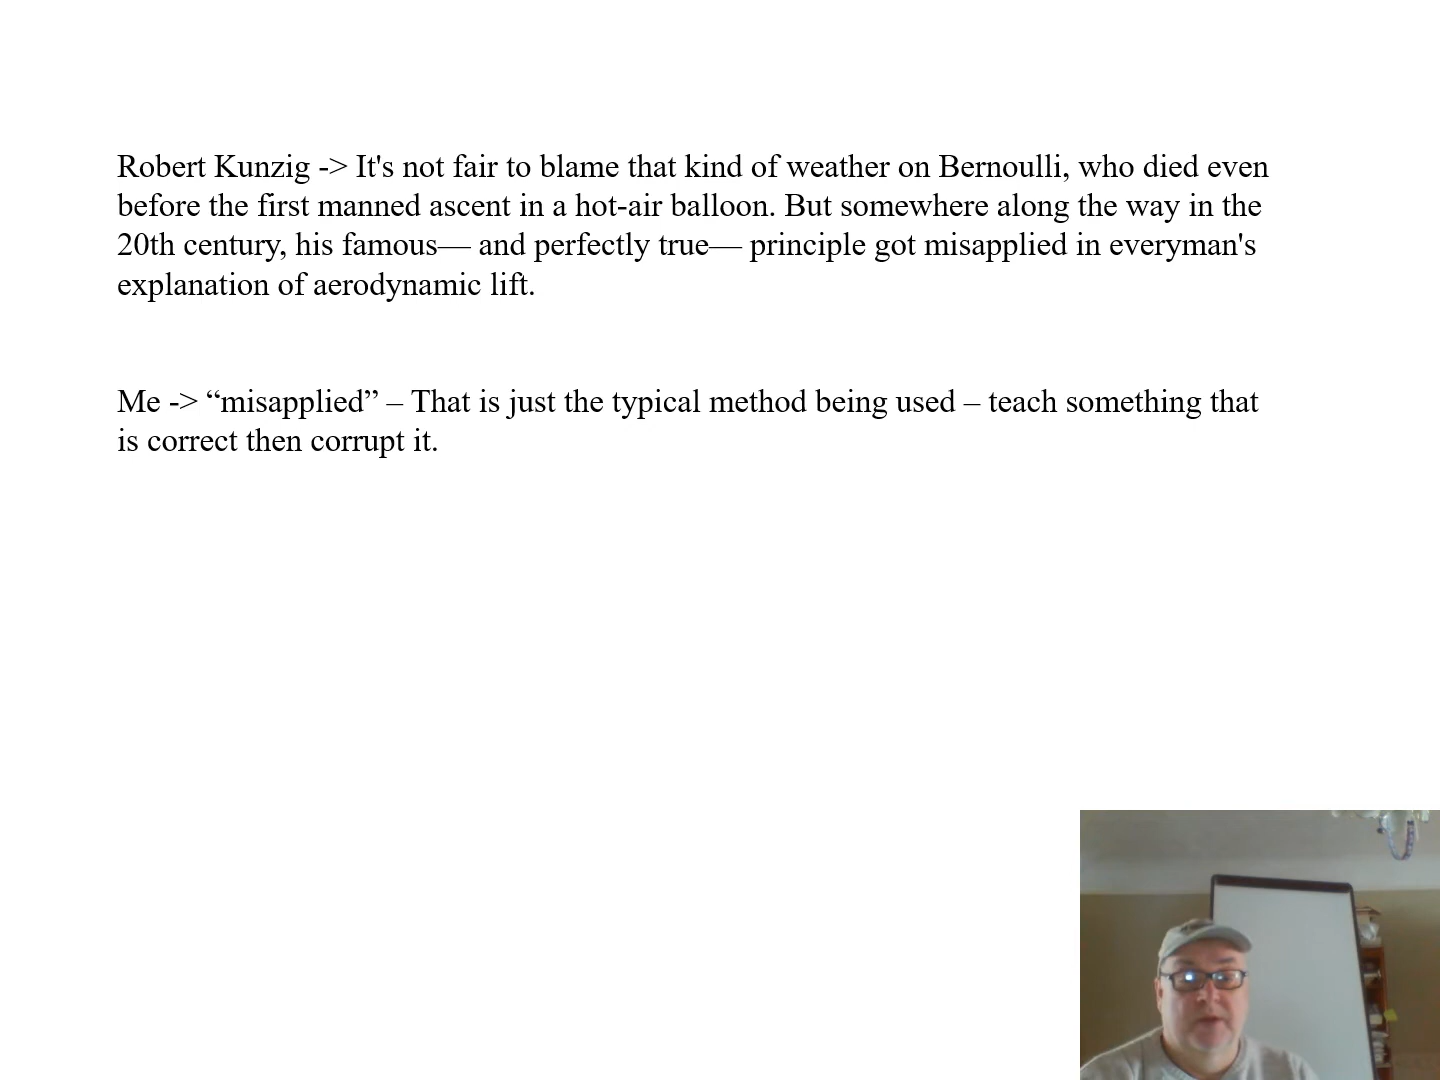 Robert Kunzig -> It's not fair to blame that kind of weather on Bernoulli, who died even
before the first manned ascent in a hot-air balloon. But somewhere along the way in the
20th century, his famous— and perfectly true— principle got misapplied in everyman's
explanation of aerodynamic lift.
Me -> “misapplied” – That is just the typical method being used – teach something that
is correct then corrupt it.